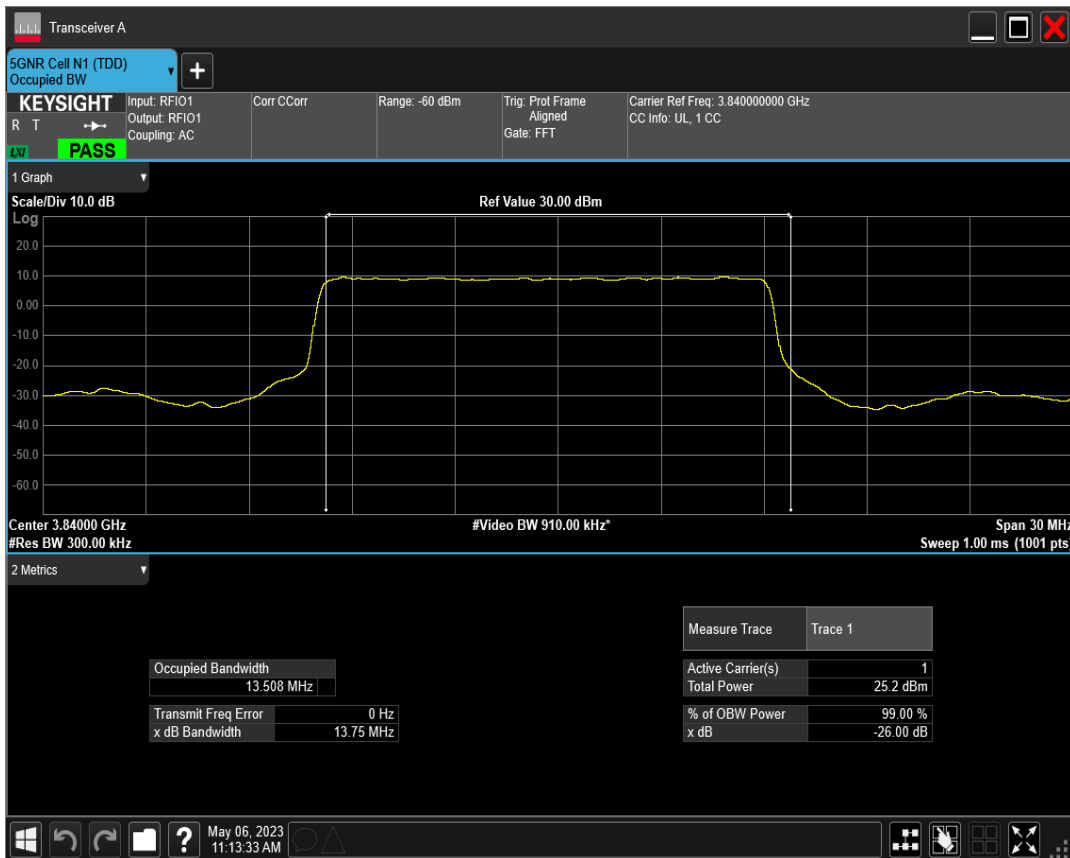 Transceiver A
5GNR Cell N1 (TDD)
Occupied BW
+
KEYSIGHT
R T
LXI
PASS
Input: RFIO1
Output: RFIO1
Coupling: AC
Corr CCorr
Range: -60 dBm
Trig: Prot Frame
Aligned
Gate: FFT
Carrier Ref Freq: 3.840000000 GHz
CC Info: UL, 1 CC
1 Graph
Scale/Div 10.0 dB
Ref Value 30.00 dBm
Log
20.0
10.0
0.00
-10.0
-20.0
-30.0
-40.0
-50.0
-60.0
Center 3.84000 GHz
#Video BW 910.00 kHz*
Span 30 MHz
#Res BW 300.00 kHz
Sweep 1.00 ms (1001 pts)
2 Metrics
Measure Trace Trace 1
Occupied Bandwidth
13.508 MHz
Active Carrier(s) 1
Total Power 25.2 dBm
Transmit Freq Error 0 Hz
x dB Bandwidth 13.75 MHz
% of OBW Power 99.00 %
x dB -26.00 dB
?
May 06, 2023
11:13:33 AM